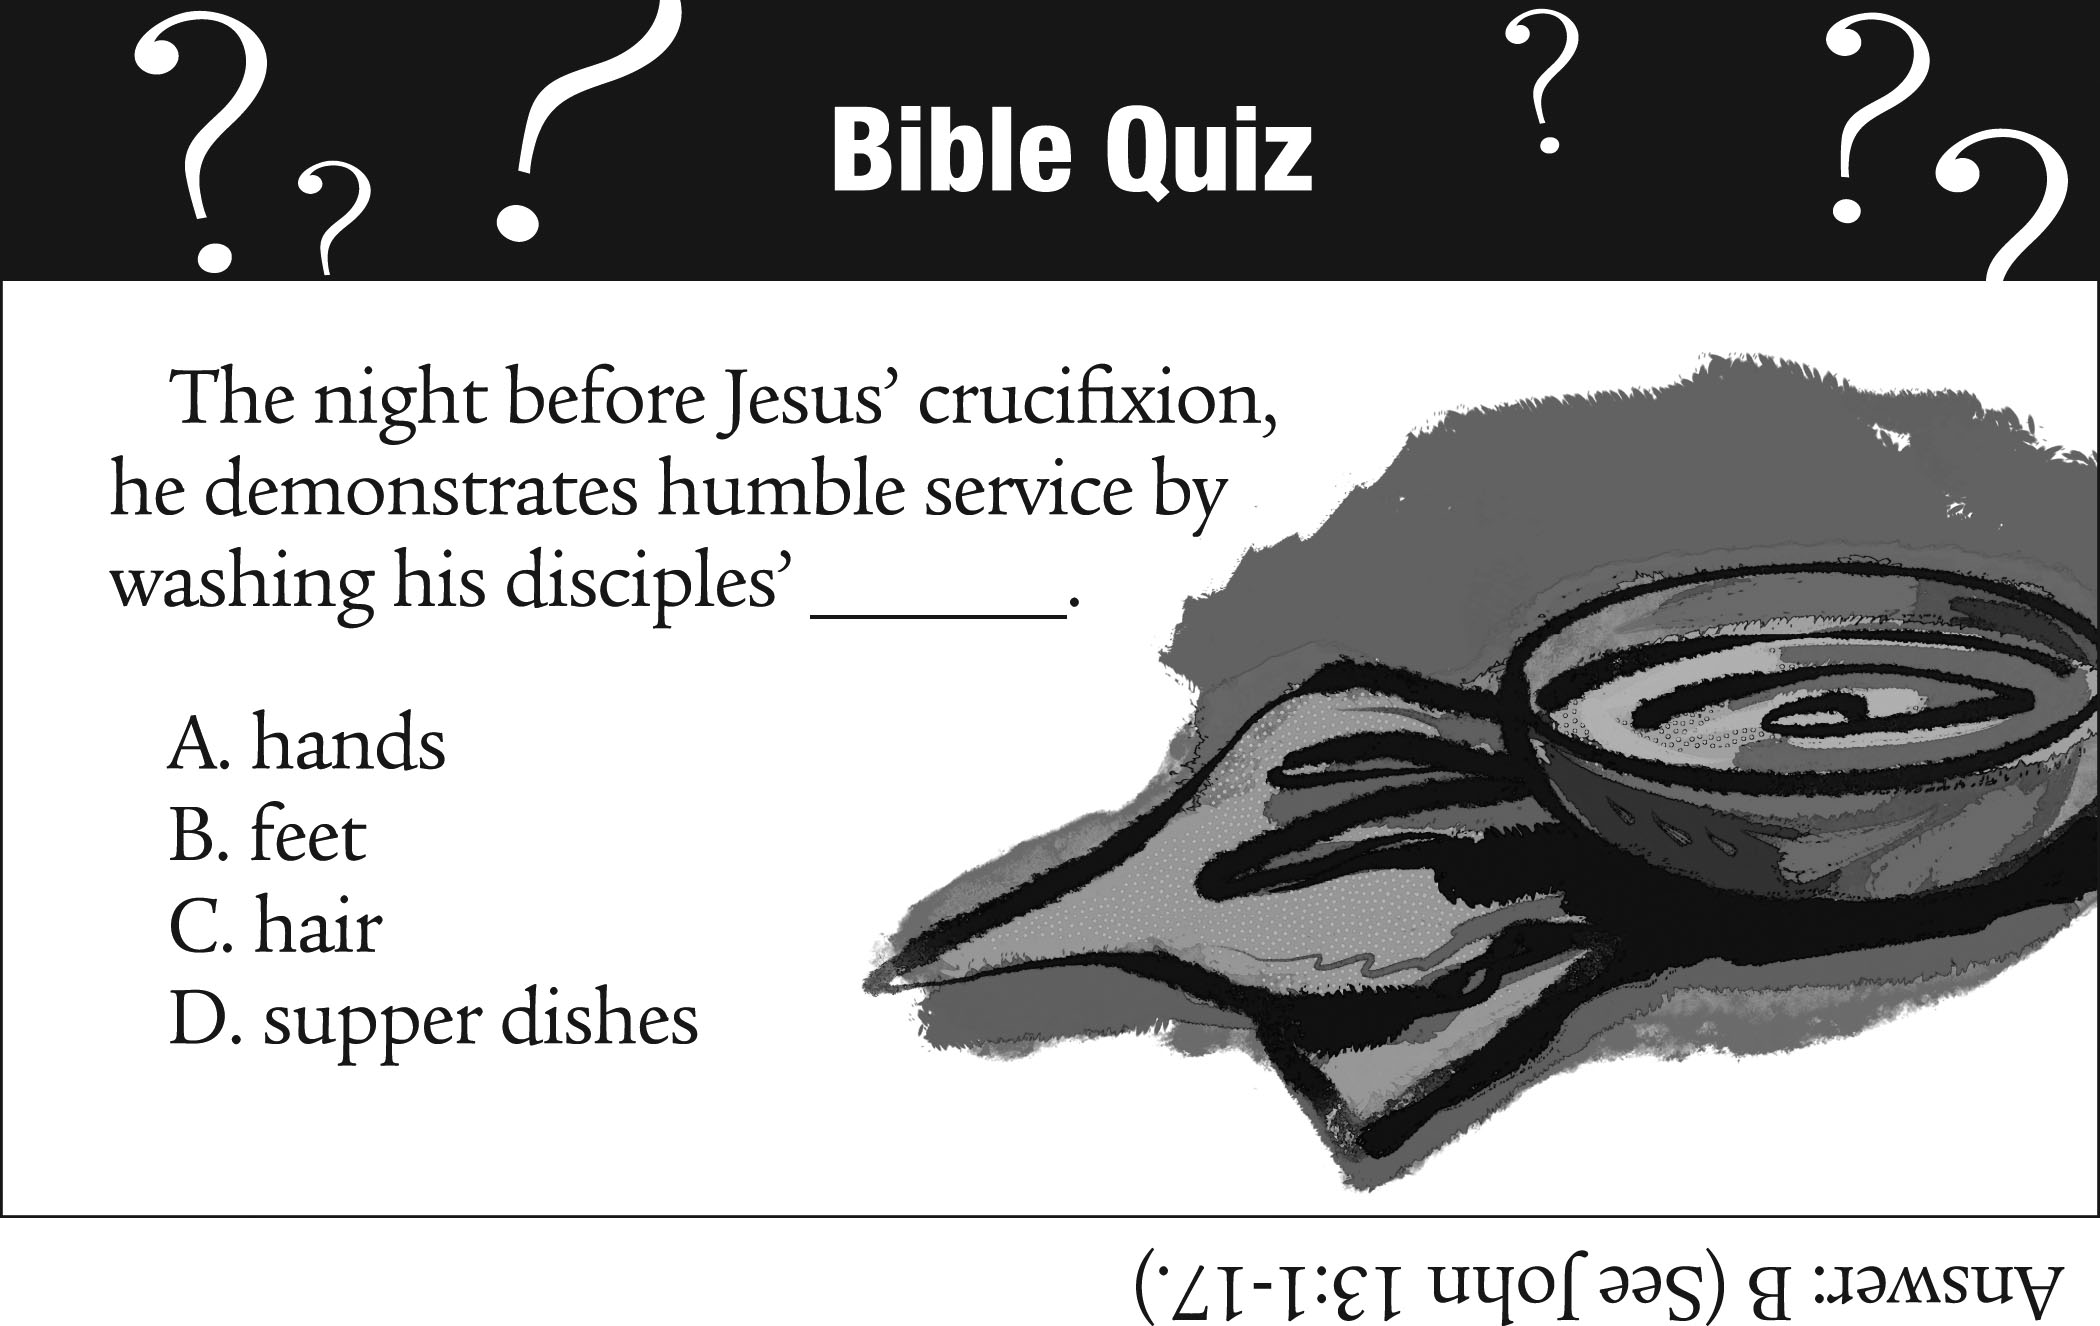 ? ? ? Bible Quiz ? ? ?
The night before Jesus’ crucifixion,
he demonstrates humble service by
washing his disciples’ ________.
A. hands
B. feet
C. hair
D. supper dishes
Answer: B (See John 13:1-17.)